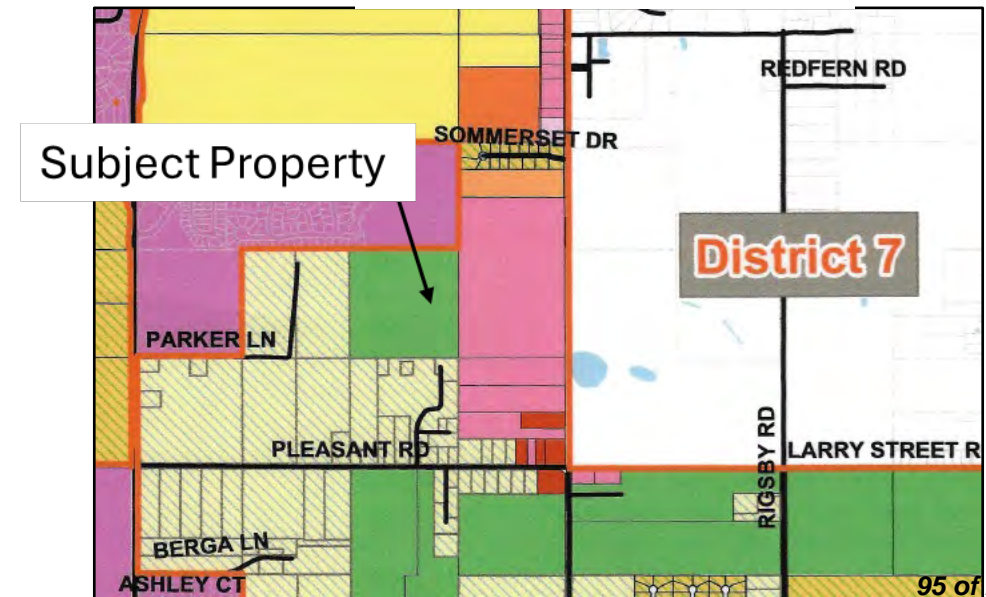 REDFERN RD
SOMMERSET DR
Subject Property
District 7
PARKER LN
RIGSBY RD
PLEASANT RD
LARRY STREET R
BERGA LN
ASHLEY CT
95 of